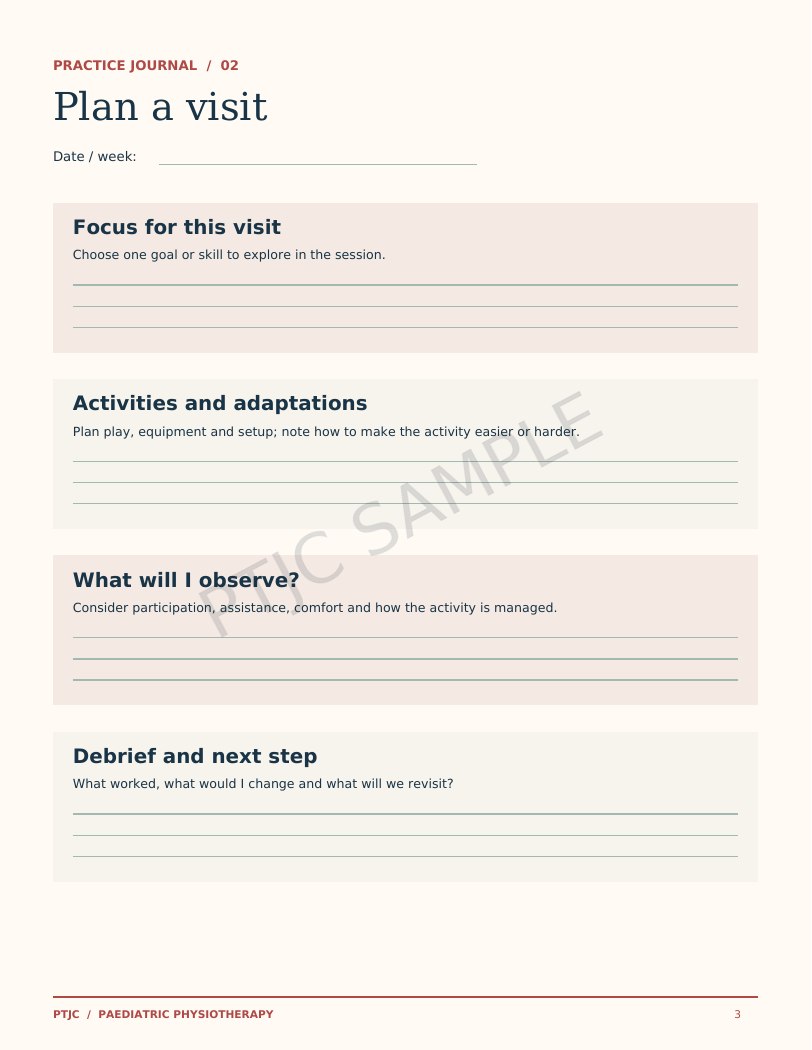 PRACTICE JOURNAL / 02
Plan a visit
Date / week:
Focus for this visit
Choose one goal or skill to explore in the session.
Activities and adaptations
Plan play, equipment and setup; note how to make the activity easier or harder.
What will I observe?
Consider participation, assistance, comfort and how the activity is managed.
Debrief and next step
What worked, what would I change and what will we revisit?
PTJC SAMPLE
PTJC / PAEDIATRIC PHYSIOTHERAPY 3